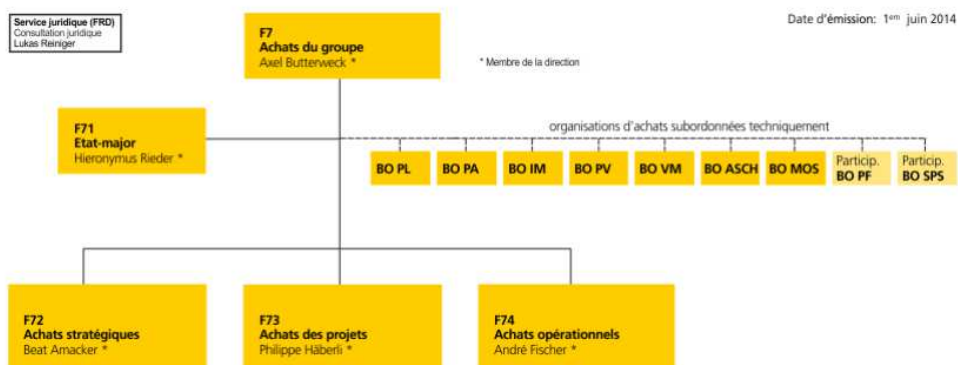 Service juridique (FRD)
Consultation juridique
Lukas Reiniger
Date d'émission: 1em juin 2014
F7
Achats du groupe
Axel Butterweck *
* Membre de la direction
F71
Etat-major
Hieronymus Rieder *
organisations d'achats subordonnées techniquement
BO PL
BO PA
BO IM
BO PV
BO VM
BO ASCH
BO MOS
Particip.
BO PF
Particip.
BO SPS
F72
Achats stratégiques
Beat Amacker *
F73
Achats des projets
Philippe Häberli *
F74
Achats opérationnels
André Fischer *